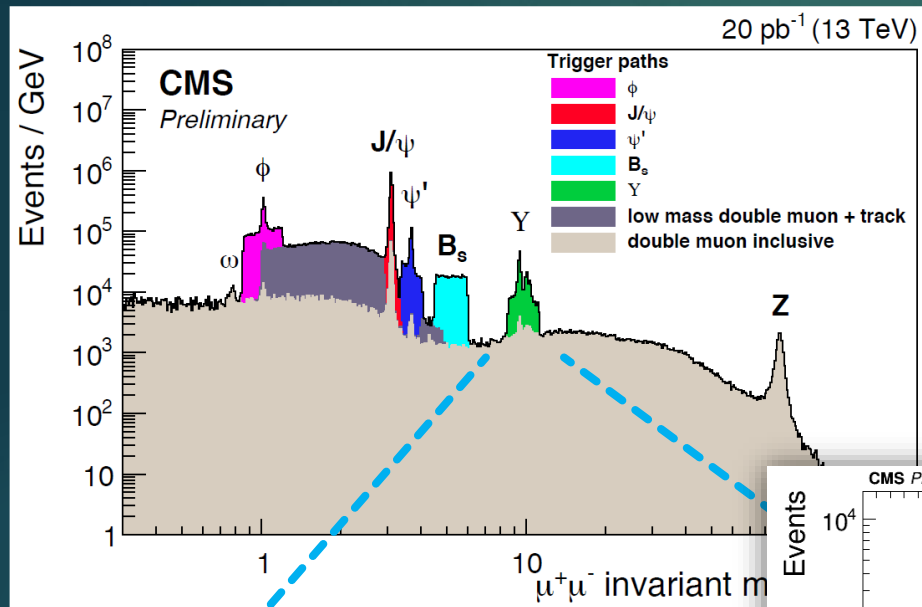 20 pb⁻¹ (13 TeV)
Events / GeV
10⁸
10⁷
10⁶
10⁵
10⁴
10³
10²
10
1
CMS
Preliminary
Trigger paths
ϕ
J/ψ
ψ'
Bₛ
Υ
low mass double muon + track
double muon inclusive
ω
ϕ
J/ψ
ψ'
Bₛ
Υ
Z
1
10
μ⁺μ⁻ invariant
CMS
Events
10⁴